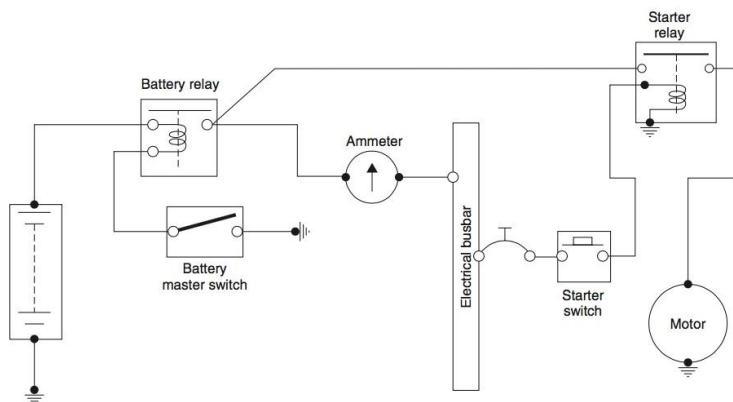 Starter
relay
Battery relay
Ammeter
Electrical busbar
Battery
master switch
Starter
switch
Motor